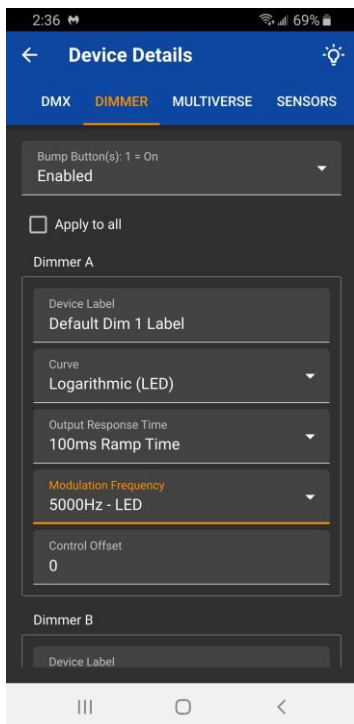 2:36 69%
Device Details
DMX DIMMER MULTIVERSE SENSORS
Bump Button(s): 1 = On
Enabled
Apply to all
Dimmer A
Device Label
Default Dim 1 Label
Curve
Logarithmic (LED)
Output Response Time
100ms Ramp Time
Modulation Frequency
5000Hz - LED
Control Offset
0
Dimmer B
Device Label